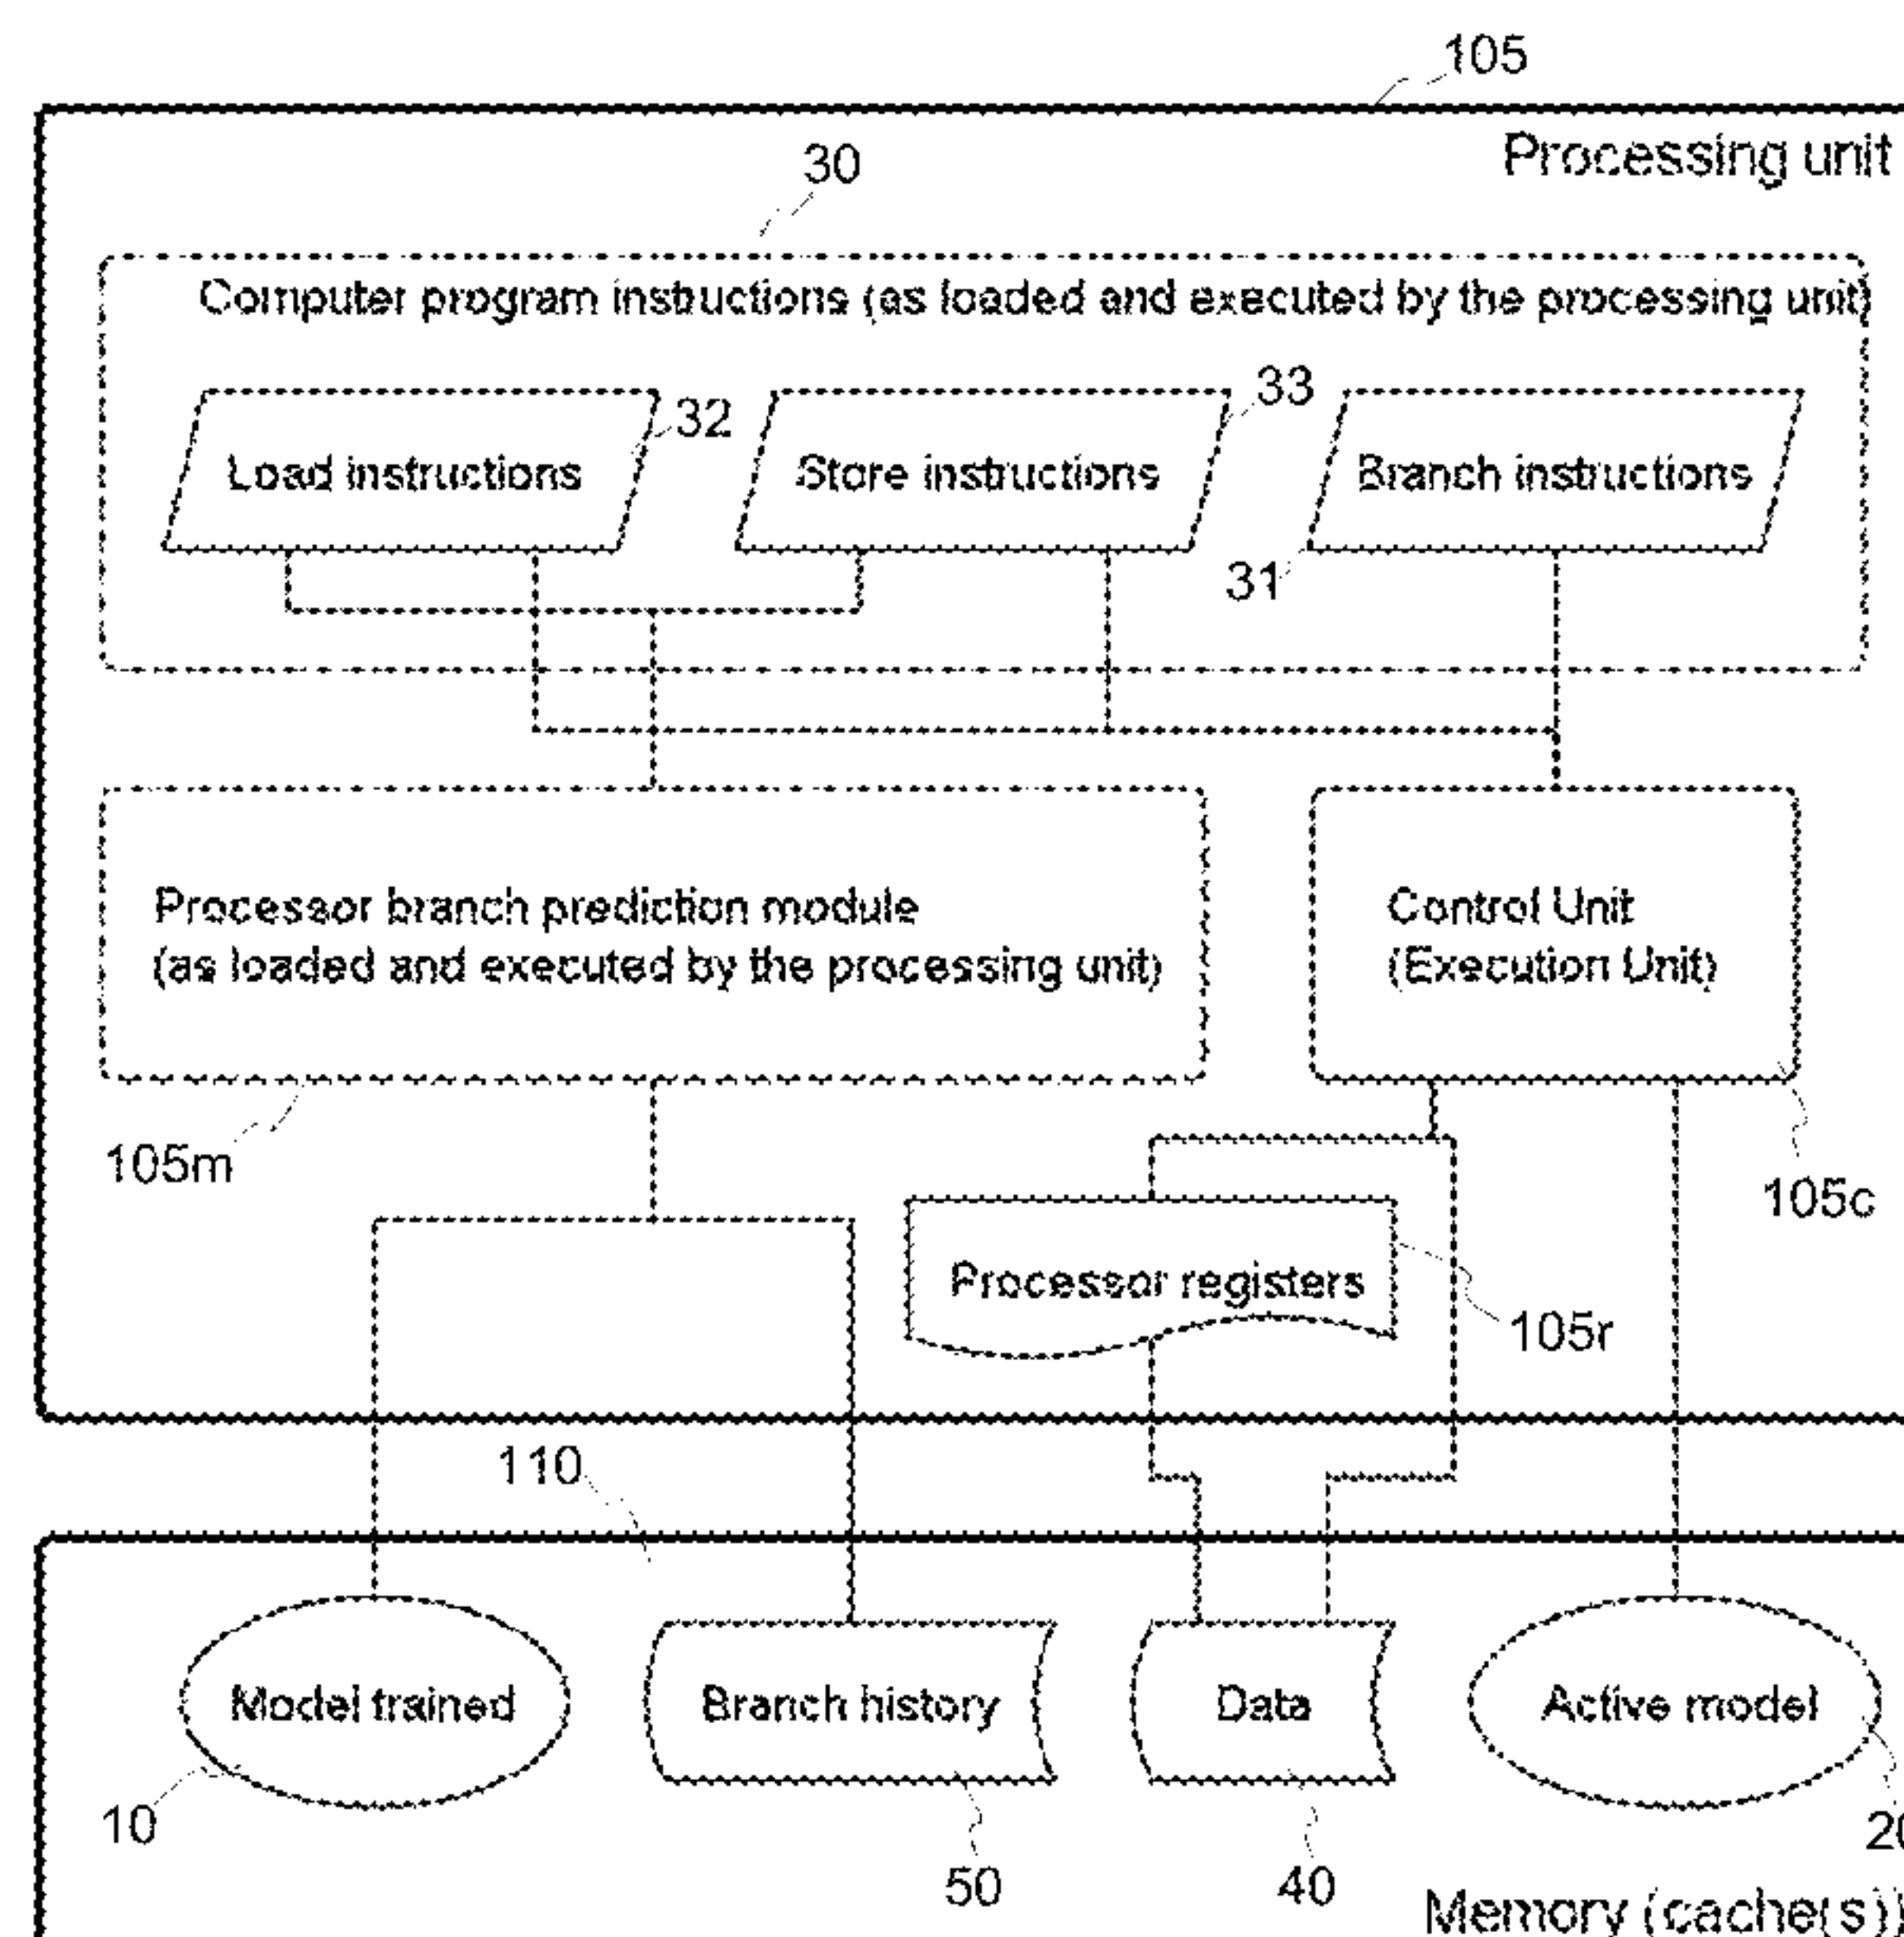 105
Processing unit
30
Computer program instructions (as loaded and executed by the processing unit)
32
33
Load instructions
Store instructions
Branch instructions
31
Processor branch prediction module
(as loaded and executed by the processing unit)
Control Unit
(Execution Unit)
105m
105c
Processor registers
105r
110
Model trained
Branch history
Data
Active model
10
50
40
Memory (cache(s))